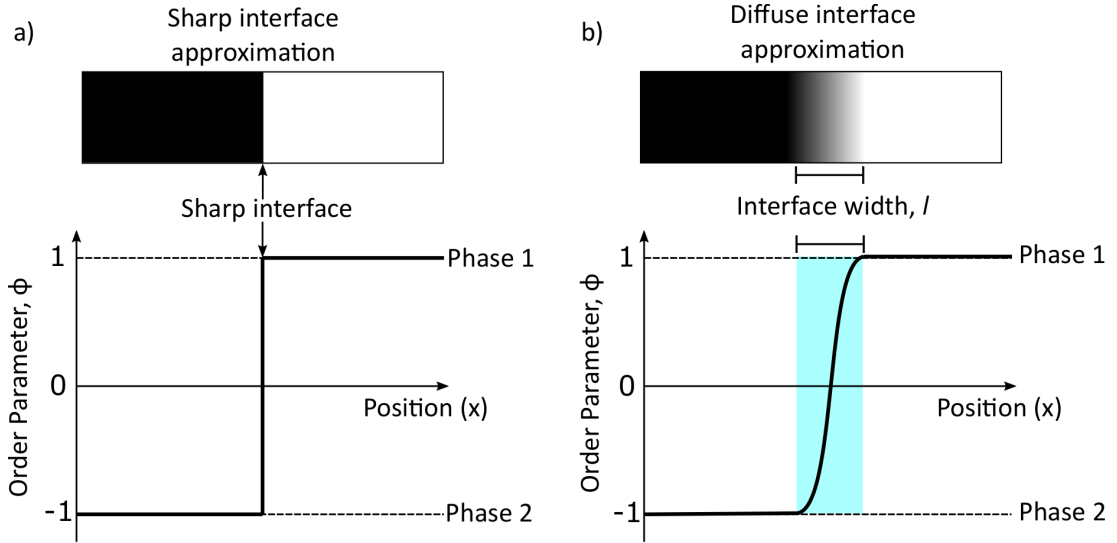 a)
Sharp interface
approximation
Sharp interface
1
Phase 1
Order Parameter, ϕ
0
Position (x)
-1
Phase 2
b)
Diffuse interface
approximation
Interface width, l
1
Phase 1
Order Parameter, ϕ
0
Position (x)
-1
Phase 2